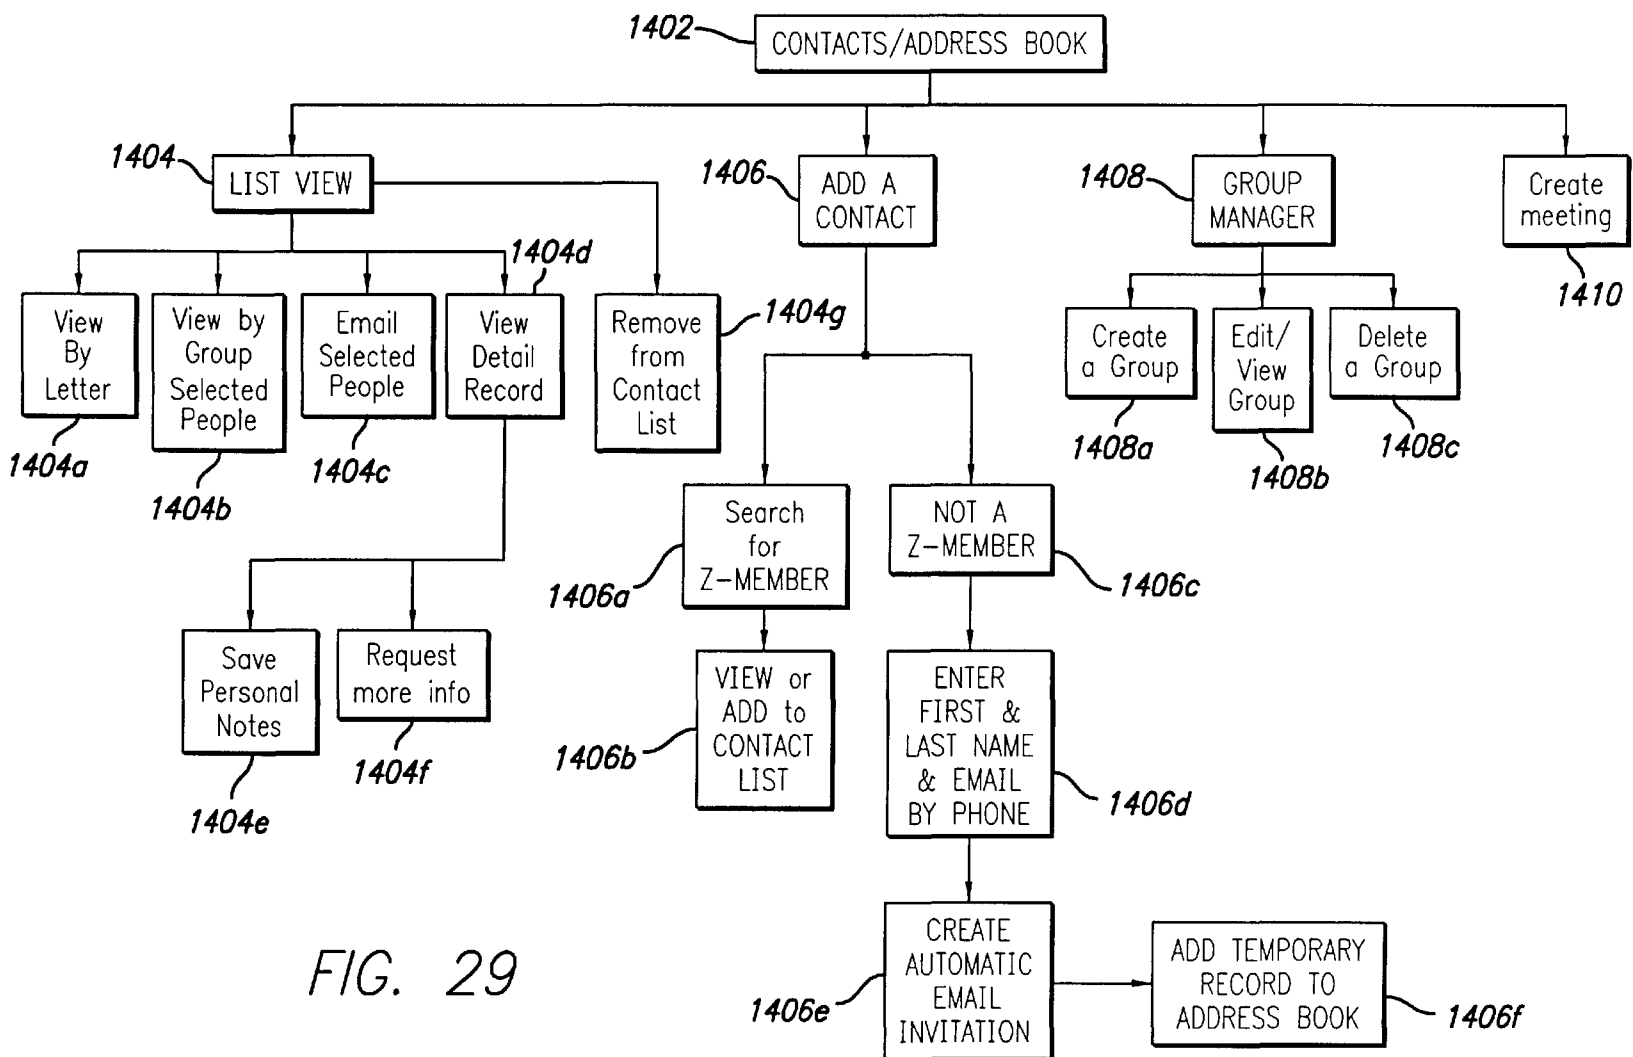 1402
CONTACTS/ADDRESS BOOK
1404
LIST VIEW
1406
ADD A
CONTACT
1408
GROUP
MANAGER
Create
meeting
1410
View
By
Letter
1404a
View by
Group
Selected
People
1404b
Email
Selected
People
1404c
1404d
View
Detail
Record
Remove
from
Contact
List
1404g
Create
a Group
1408a
Edit/
View
Group
1408b
Delete
a Group
1408c
Search
for
Z-MEMBER
1406a
NOT A
Z-MEMBER
1406c
Save
Personal
Notes
1404e
Request
more info
1404f
VIEW or
ADD to
CONTACT
LIST
1406b
ENTER
FIRST &
LAST NAME
& EMAIL
BY PHONE
1406d
CREATE
AUTOMATIC
EMAIL
INVITATION
1406e
ADD TEMPORARY
RECORD TO
ADDRESS BOOK
1406f
FIG. 29